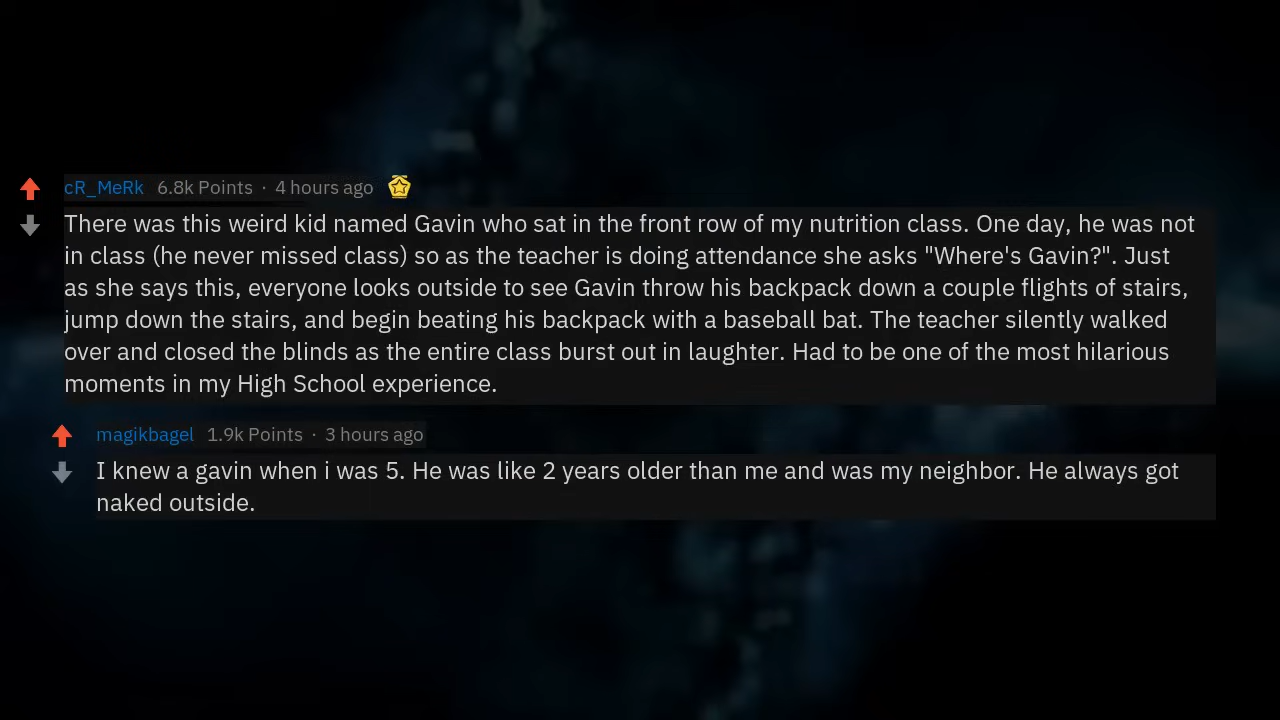 cR_MeRk 6.8k Points · 4 hours ago
There was this weird kid named Gavin who sat in the front row of my nutrition class. One day, he was not
in class (he never missed class) so as the teacher is doing attendance she asks "Where's Gavin?". Just
as she says this, everyone looks outside to see Gavin throw his backpack down a couple flights of stairs,
jump down the stairs, and begin beating his backpack with a baseball bat. The teacher silently walked
over and closed the blinds as the entire class burst out in laughter. Had to be one of the most hilarious
moments in my High School experience.
magikbagel 1.9k Points · 3 hours ago
I knew a gavin when i was 5. He was like 2 years older than me and was my neighbor. He always got
naked outside.